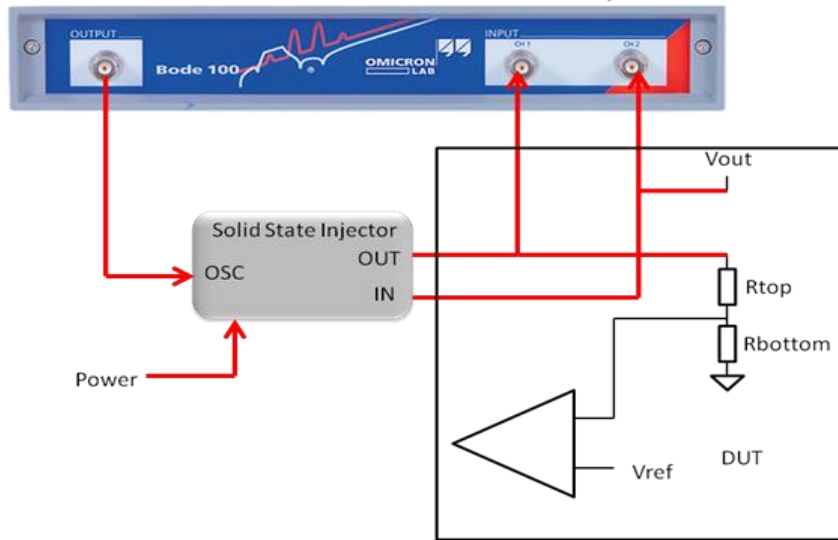 OUTPUT
INPUT
CH 1
CH 2
Bode 100
OMICRON
LAB
Vout
Solid State Injector
OUT
OSC
IN
Rtop
Rbottom
Power
Vref
DUT